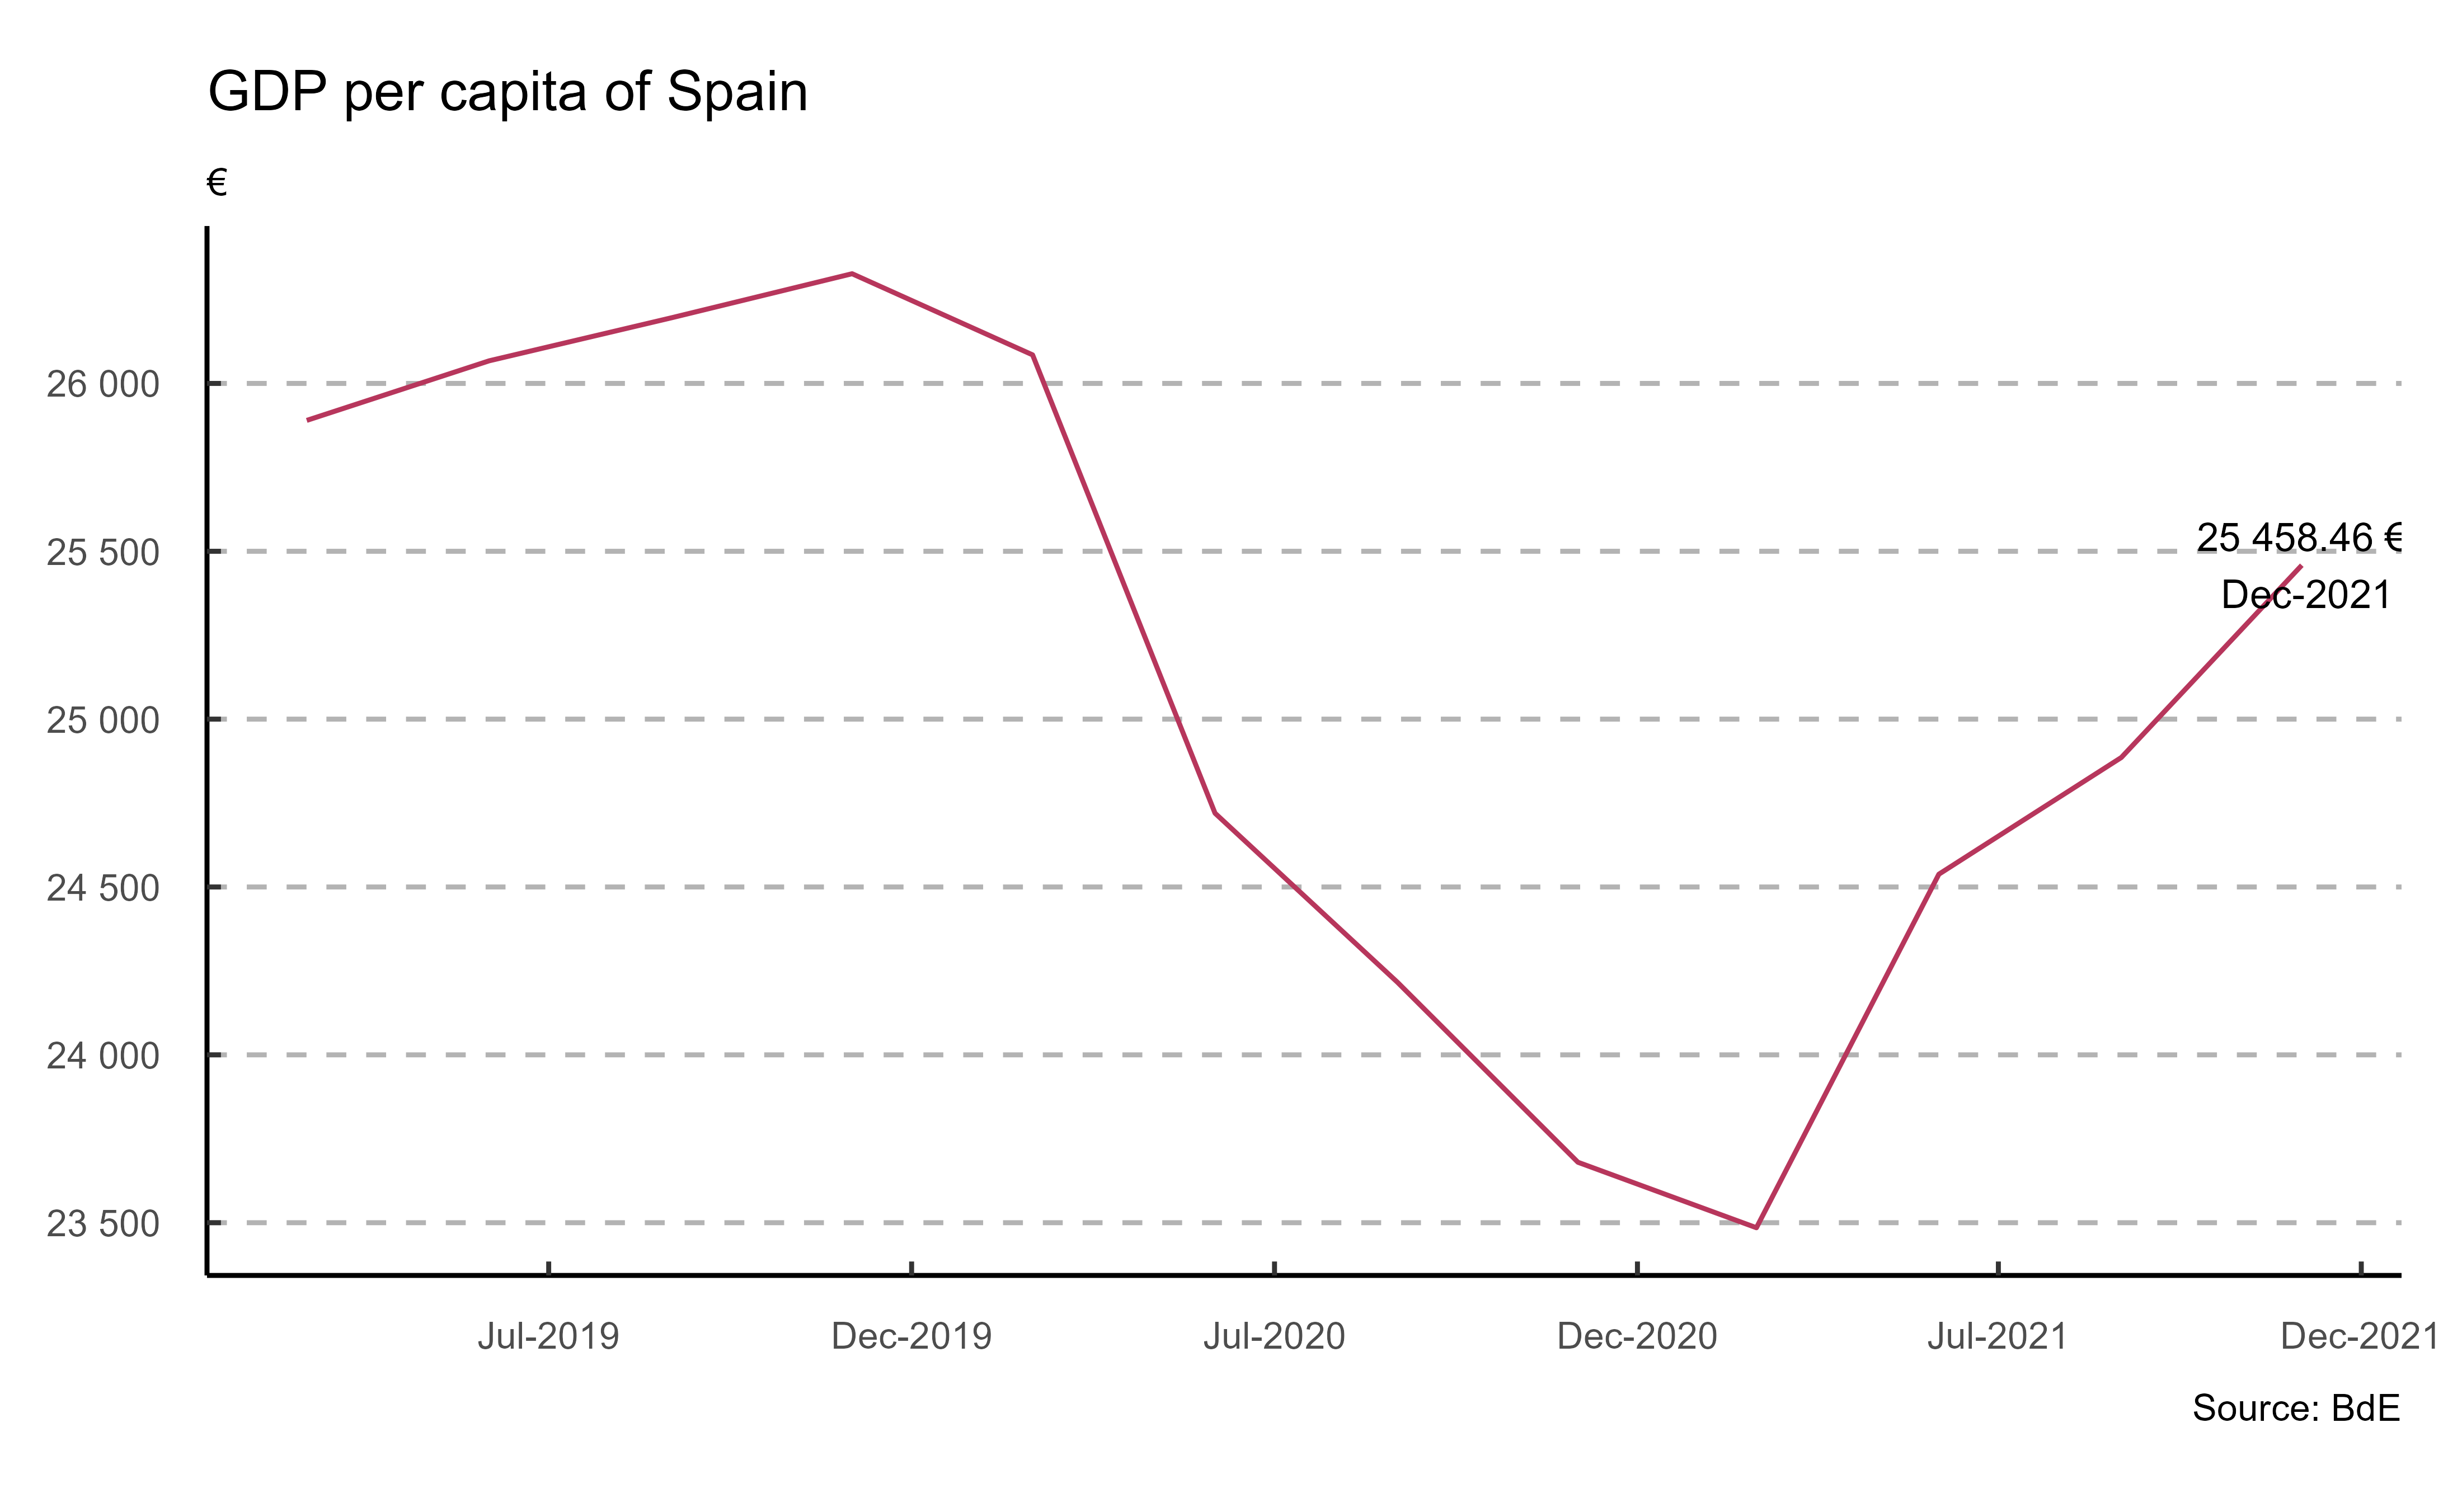 GDP per capita of Spain
€
26 000
25 500
25 000
24 500
24 000
23 500
25 458.46 €
Dec-2021
Jul-2019
Dec-2019
Jul-2020
Dec-2020
Jul-2021
Dec-2021
Source: BdE